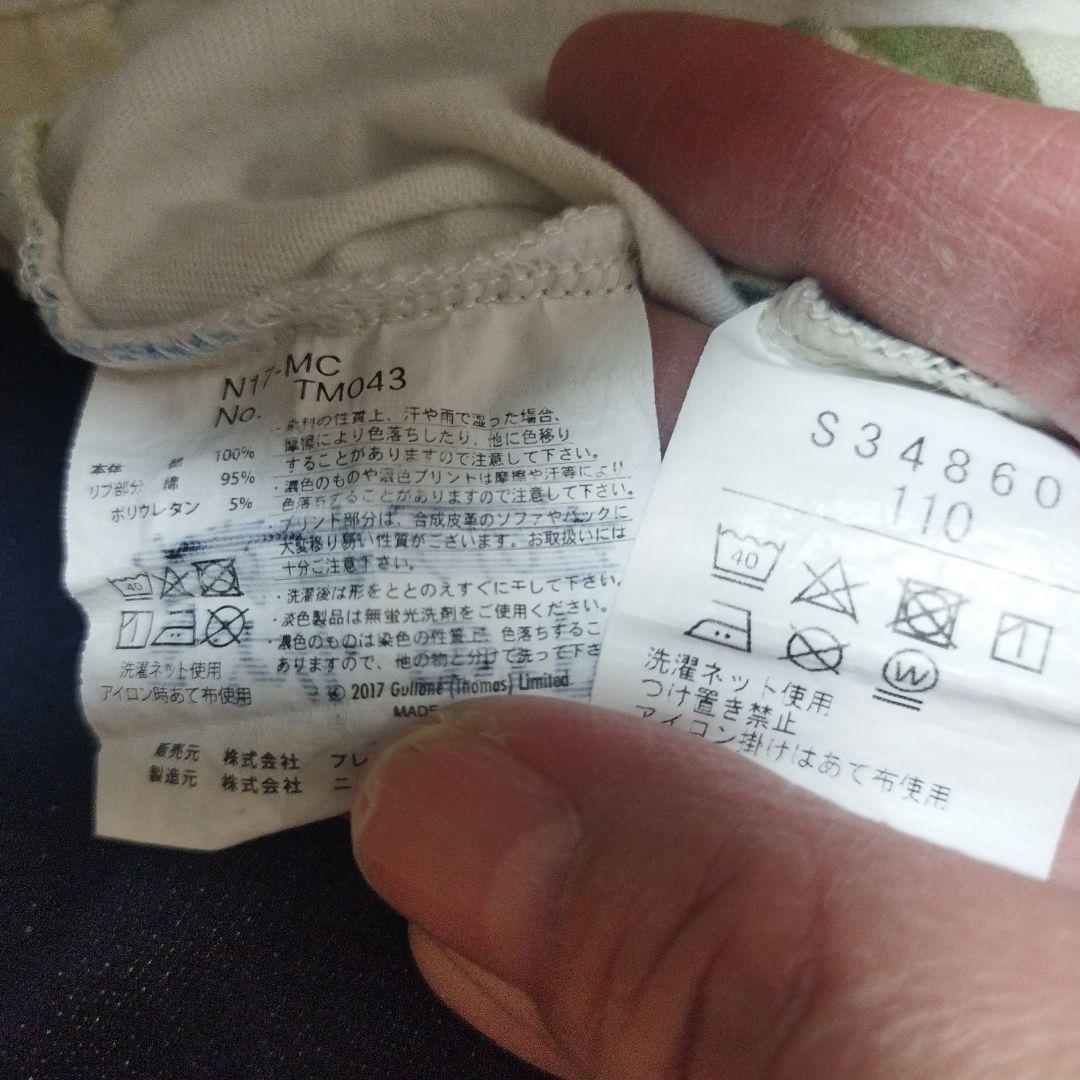 N17-MC
No. TM043
本体 綿 100%
リブ部分 綿 95%
ポリウレタン 5%
・染料の性質上、汗や雨で湿った場合、
摩擦により色落ちしたり、他に色移り
することがありますので注意して下さい。
・濃色のものや濃色プリントは摩擦や汗等により
色落ちすることがありますので注意して下さい。
・プリント部分は、合成皮革のソファやバックに
大変移り易い性質がございます。お取扱いには
十分ご注意下さい。
・洗濯後は形をととのえすぐに干して下さい。
・淡色製品は無蛍光洗剤をご使用ください。
・濃色のものは染色の性質上、色落ちするこ
ありますので、他の物と分けて洗って下さ
40
洗濯ネット使用
アイロン時あて布使用
© 2017 Gullane (Thomas) Limited
MADE
販売元 株式会社 プレ
製造元 株式会社 ニ
S34860
110
40
W
洗濯ネット使用
つけ置き禁止
アイロン掛けはあて布使用